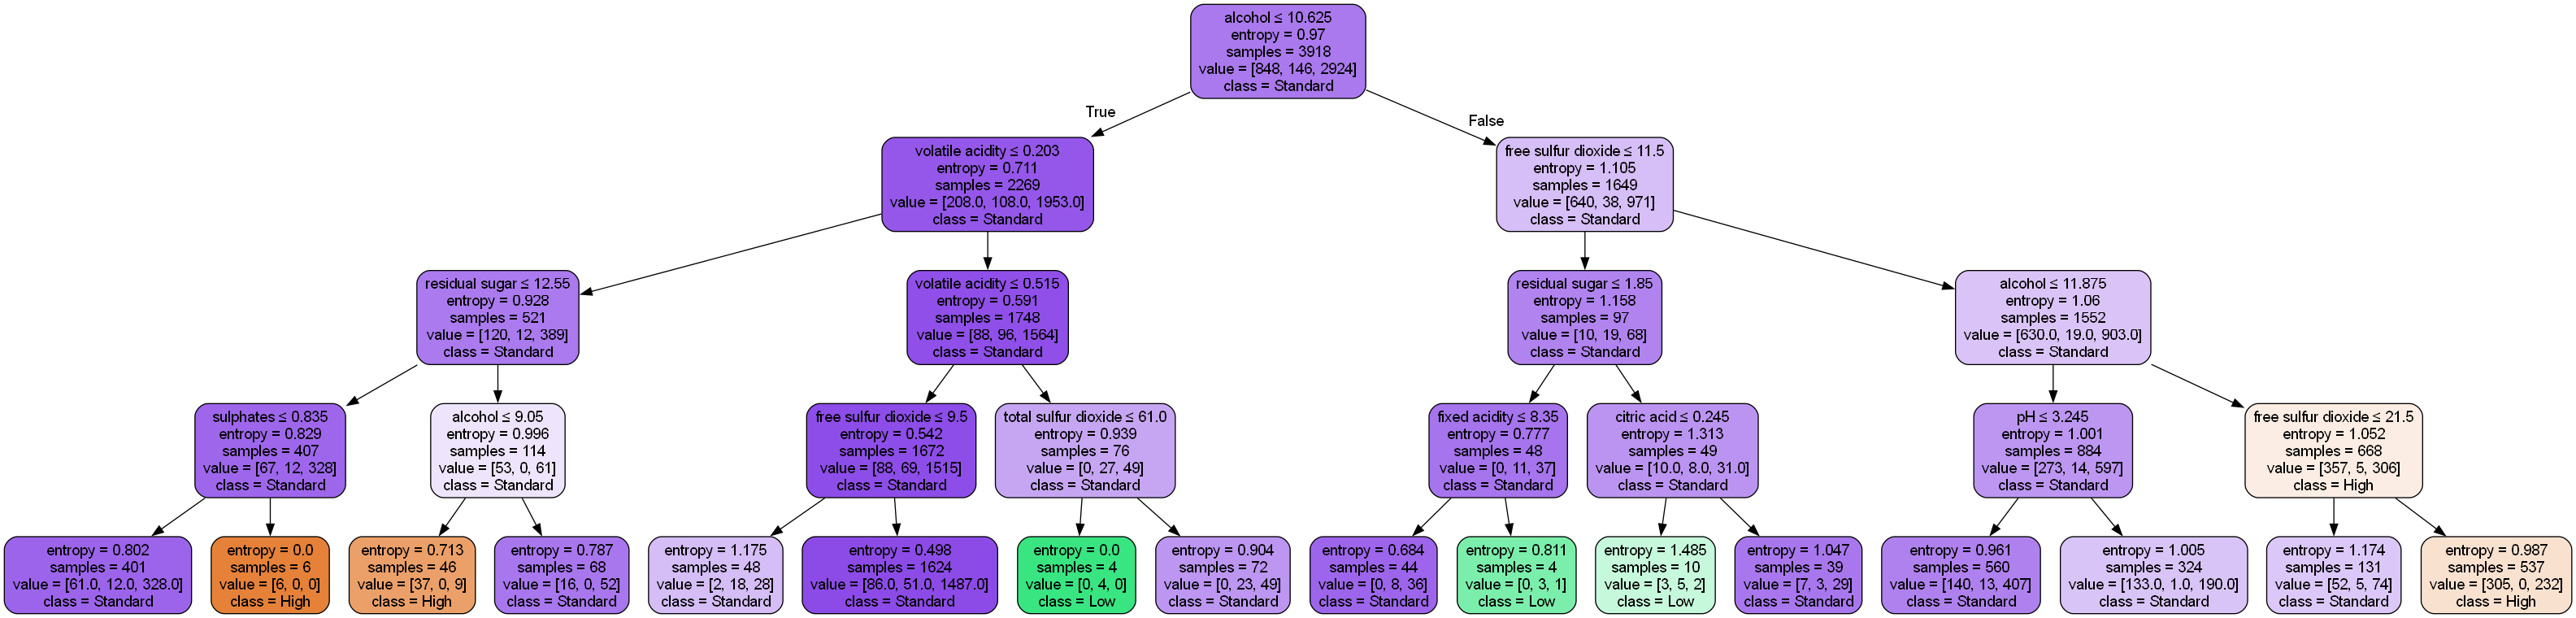 alcohol ≤ 10.625
entropy = 0.97
samples = 3918
value = [848, 146, 2924]
class = Standard
True
False
volatile acidity ≤ 0.203
entropy = 0.711
samples = 2269
value = [208.0, 108.0, 1953.0]
class = Standard
free sulfur dioxide ≤ 11.5
entropy = 1.105
samples = 1649
value = [640, 38, 971]
class = Standard
residual sugar ≤ 12.55
entropy = 0.928
samples = 521
value = [120, 12, 389]
class = Standard
volatile acidity ≤ 0.515
entropy = 0.591
samples = 1748
value = [88, 96, 1564]
class = Standard
residual sugar ≤ 1.85
entropy = 1.158
samples = 97
value = [10, 19, 68]
class = Standard
alcohol ≤ 11.875
entropy = 1.06
samples = 1552
value = [630.0, 19.0, 903.0]
class = Standard
sulphates ≤ 0.835
entropy = 0.829
samples = 407
value = [67, 12, 328]
class = Standard
alcohol ≤ 9.05
entropy = 0.996
samples = 114
value = [53, 0, 61]
class = Standard
free sulfur dioxide ≤ 9.5
entropy = 0.542
samples = 1672
value = [88, 69, 1515]
class = Standard
total sulfur dioxide ≤ 61.0
entropy = 0.939
samples = 76
value = [0, 27, 49]
class = Standard
fixed acidity ≤ 8.35
entropy = 0.777
samples = 48
value = [0, 11, 37]
class = Standard
citric acid ≤ 0.245
entropy = 1.313
samples = 49
value = [10.0, 8.0, 31.0]
class = Standard
pH ≤ 3.245
entropy = 1.001
samples = 884
value = [273, 14, 597]
class = Standard
free sulfur dioxide ≤ 21.5
entropy = 1.052
samples = 668
value = [357, 5, 306]
class = High
entropy = 0.802
samples = 401
value = [61.0, 12.0, 328.0]
class = Standard
entropy = 0.0
samples = 6
value = [6, 0, 0]
class = High
entropy = 0.713
samples = 46
value = [37, 0, 9]
class = High
entropy = 0.787
samples = 68
value = [16, 0, 52]
class = Standard
entropy = 1.175
samples = 48
value = [2, 18, 28]
class = Standard
entropy = 0.498
samples = 1624
value = [86.0, 51.0, 1487.0]
class = Standard
entropy = 0.0
samples = 4
value = [0, 4, 0]
class = Low
entropy = 0.904
samples = 72
value = [0, 23, 49]
class = Standard
entropy = 0.684
samples = 44
value = [0, 8, 36]
class = Standard
entropy = 0.811
samples = 4
value = [0, 3, 1]
class = Low
entropy = 1.485
samples = 10
value = [3, 5, 2]
class = Low
entropy = 1.047
samples = 39
value = [7, 3, 29]
class = Standard
entropy = 0.961
samples = 560
value = [140, 13, 407]
class = Standard
entropy = 1.005
samples = 324
value = [133.0, 1.0, 190.0]
class = Standard
entropy = 1.174
samples = 131
value = [52, 5, 74]
class = Standard
entropy = 0.987
samples = 537
value = [305, 0, 232]
class = High